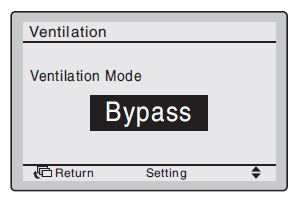 Ventilation
Ventilation Mode
Bypass
Return Setting